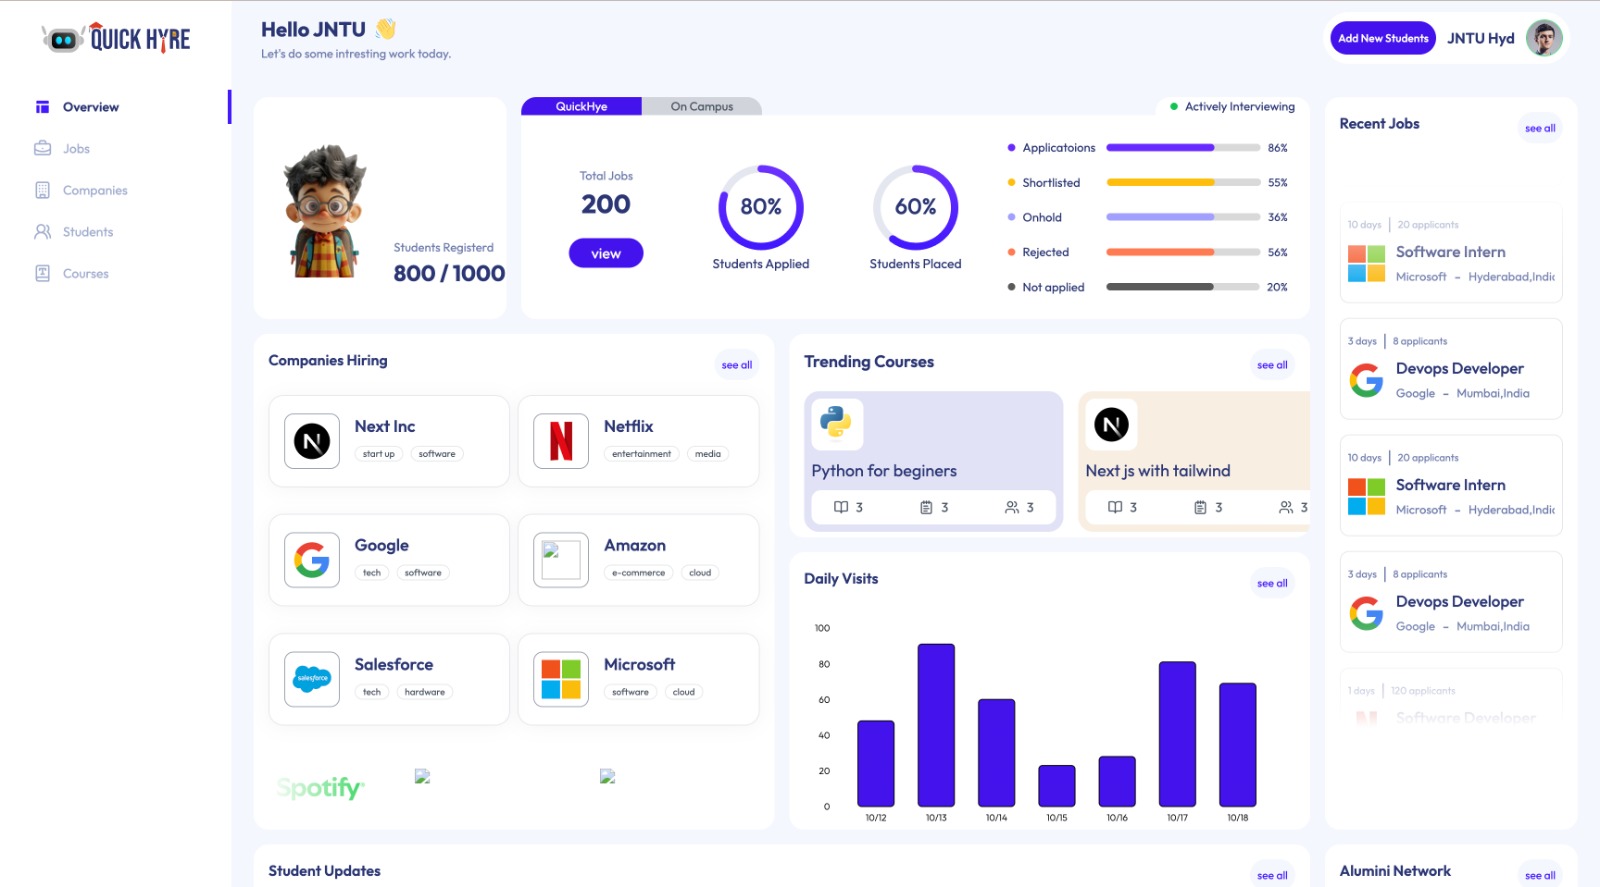 QUICK HYRE
Overview
Jobs
Companies
Students
Courses
Hello JNTU
Let's do some intresting work today.
Add New Students
JNTU Hyd
Students Registerd
800 / 1000
QuickHye
On Campus
Actively Interviewing
Total Jobs
200
view
80%
Students Applied
60%
Students Placed
Applicatoions 86%
Shortlisted 55%
Onhold 36%
Rejected 56%
Not applied 20%
Recent Jobs
see all
10 days | 20 applicants
Software Intern
Microsoft - Hyderabad,Indi
3 days | 8 applicants
Devops Developer
Google - Mumbai,India
10 days | 20 applicants
Software Intern
Microsoft - Hyderabad,Indi
3 days | 8 applicants
Devops Developer
Google - Mumbai,India
1 days | 120 applicants
Software Developer
Companies Hiring
see all
Next Inc
start up software
Netflix
entertainment media
Google
tech software
Amazon
e-commerce cloud
salesforce
Salesforce
tech hardware
Microsoft
software cloud
Spotify
Trending Courses
see all
Python for beginers
3 3 3
Next js with tailwind
3 3 3
Daily Visits
see all
100
80
60
40
20
0
10/12 10/13 10/14 10/15 10/16 10/17 10/18
Student Updates
see all
Alumini Network
see all